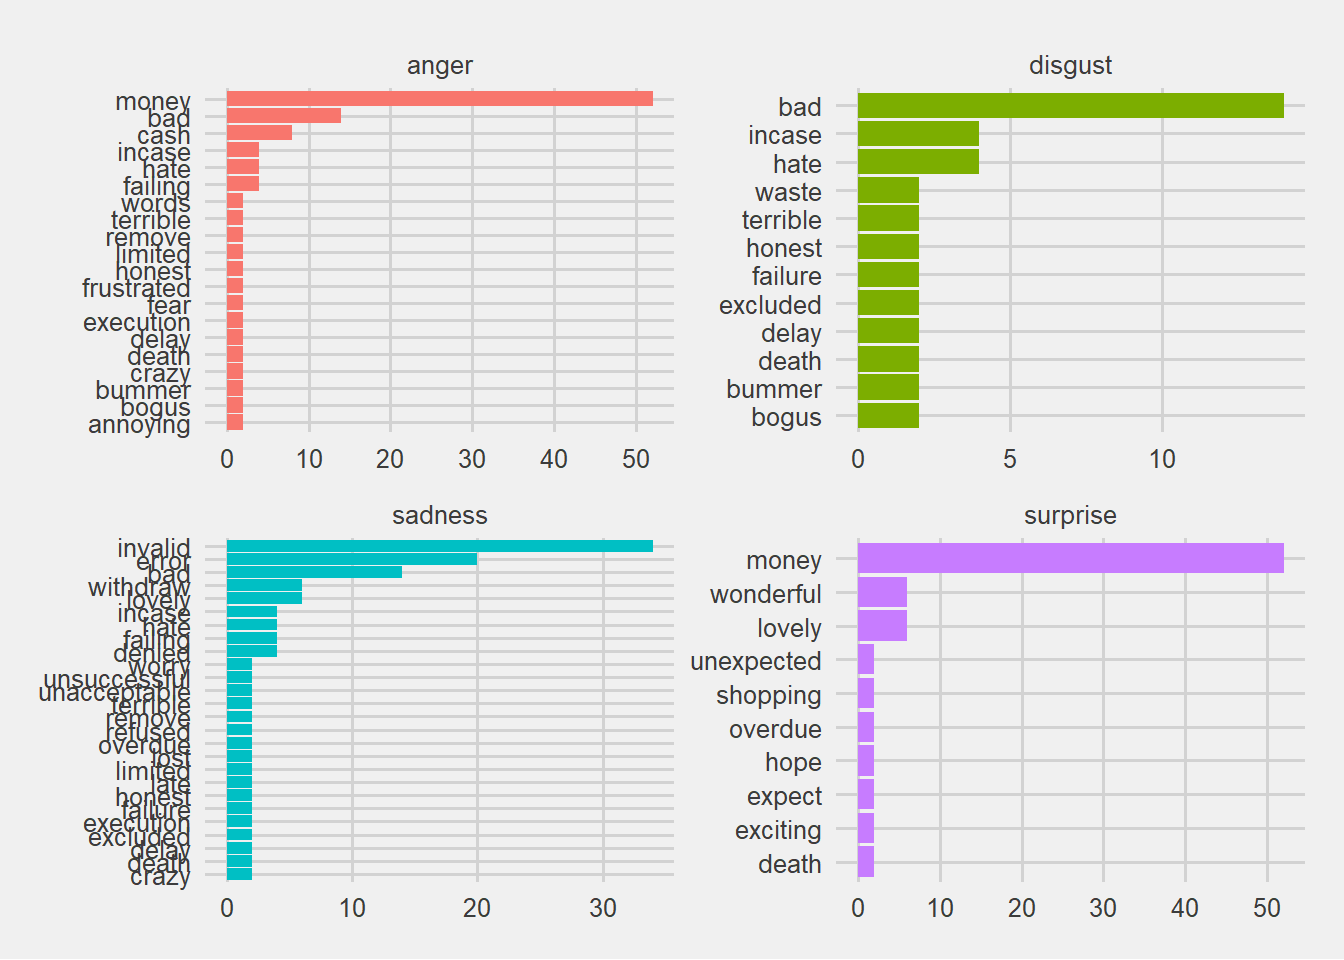 anger
money
bad
cash
incase
hate
failing
words
terrible
remove
limited
honest
frustrated
fear
execution
delay
death
crazy
bummer
bogus
annoying
0 10 20 30 40 50
disgust
bad
incase
hate
waste
terrible
honest
failure
excluded
delay
death
bummer
bogus
0 5 10
sadness
invalid
error
bad
withdraw
lovely
incase
hate
failing
denied
worry
unsuccessful
unacceptable
terrible
remove
refused
overdue
lost
limited
late
honest
failure
execution
excluded
delay
death
crazy
0 10 20 30
surprise
money
wonderful
lovely
unexpected
shopping
overdue
hope
expect
exciting
death
0 10 20 30 40 50